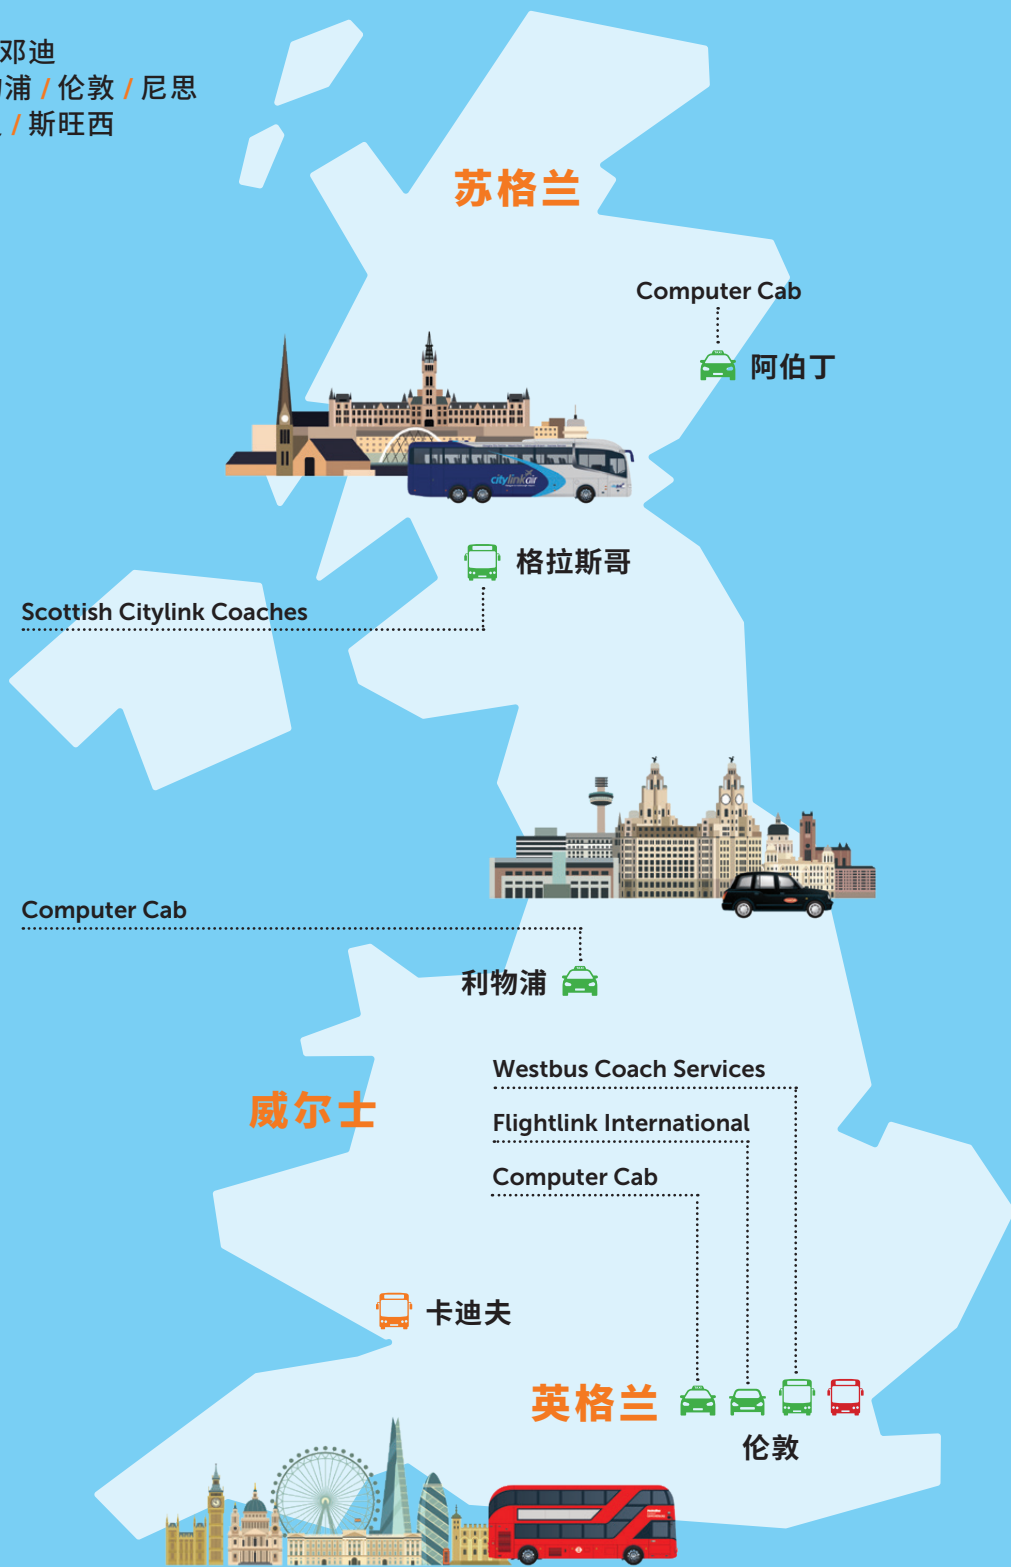 邓迪
浦 / 伦敦 / 尼思
/ 斯旺西
苏格兰
Computer Cab
阿伯丁
citylinkair
格拉斯哥
Scottish Citylink Coaches
Computer Cab
利物浦
Westbus Coach Services
威尔士
Flightlink International
Computer Cab
卡迪夫
英格兰
伦敦